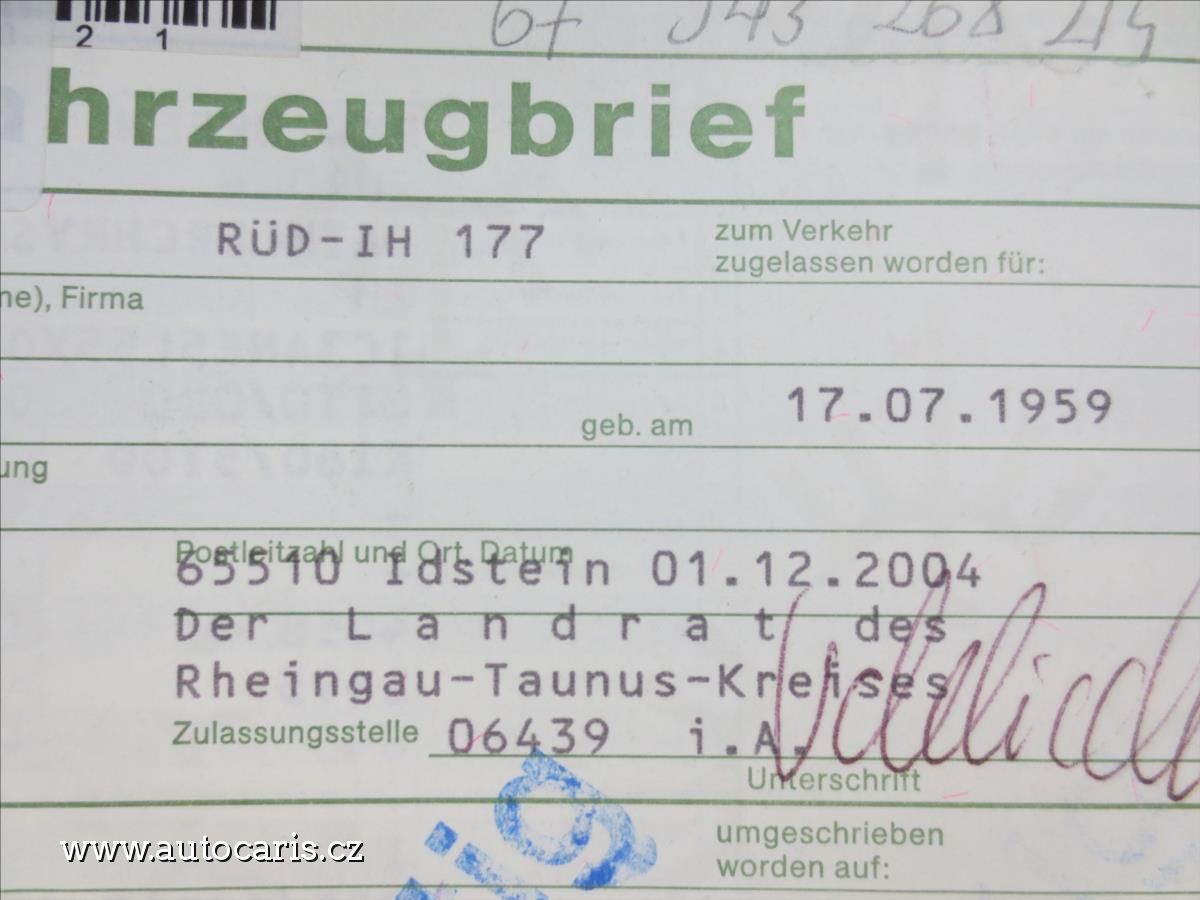 2 1
hrzeugbrief
RÜD-IH 177
zum Verkehr
zugelassen worden für:
ne), Firma
geb. am
17.07.1959
ung
Postleitzahl und Ort, Datum
65510 Idstein 01.12.2004
Der L a n d r a t des
Rheingau-Taunus-Kreises
Zulassungsstelle 06439 i.A.
Unterschrift
ig
umgeschrieben
worden auf:
www.autocaris.cz